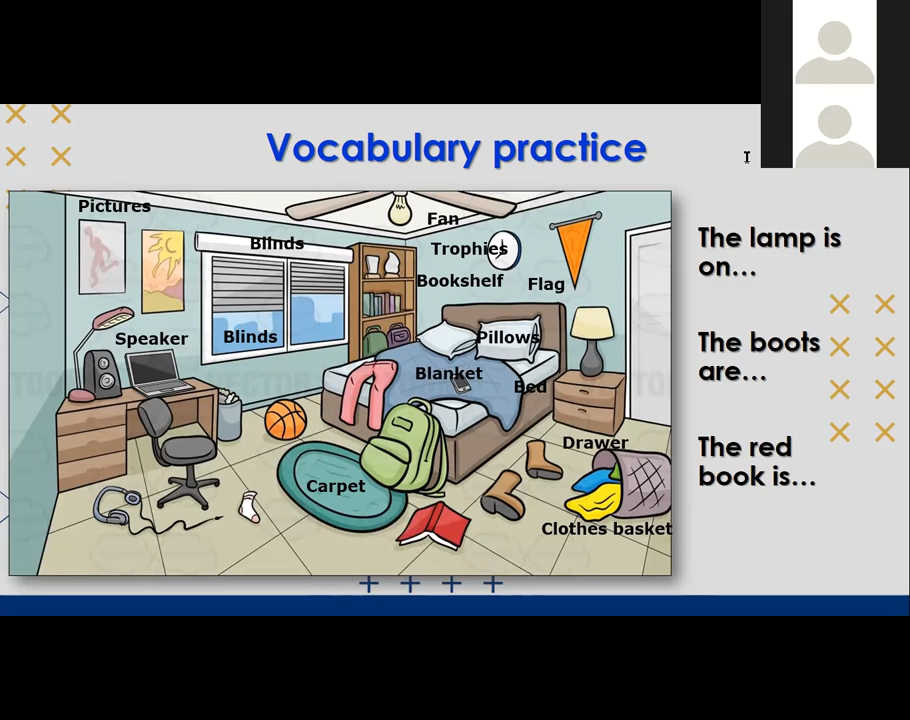 Vocabulary practice
Pictures
Fan
Blinds
Trophies
Bookshelf
Flag
Speaker
Blinds
Pillows
Blanket
Bed
Drawer
Carpet
Clothes basket
The lamp is
on…
The boots
are…
The red
book is…